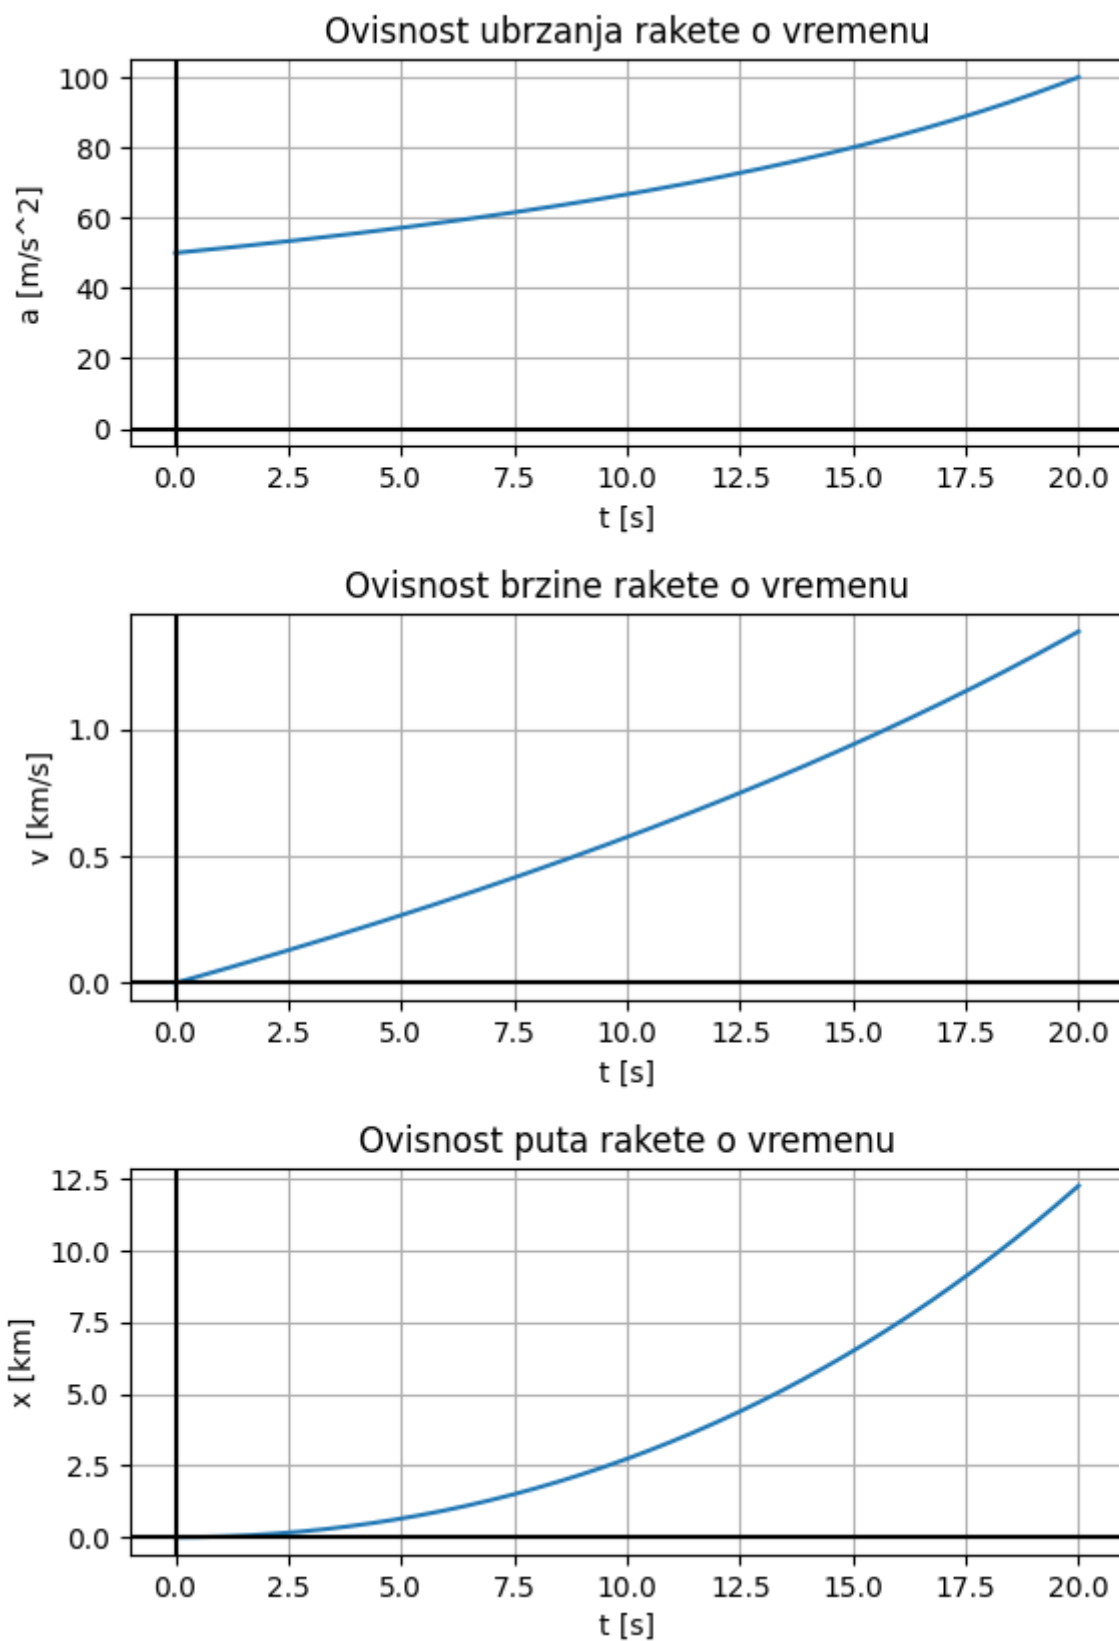 Ovisnost ubrzanja rakete o vremenu
100
80
60
40
20
0
a [m/s^2]
0.0 2.5 5.0 7.5 10.0 12.5 15.0 17.5 20.0
t [s]
Ovisnost brzine rakete o vremenu
1.0
0.5
0.0
v [km/s]
0.0 2.5 5.0 7.5 10.0 12.5 15.0 17.5 20.0
t [s]
Ovisnost puta rakete o vremenu
12.5
10.0
7.5
5.0
2.5
0.0
x [km]
0.0 2.5 5.0 7.5 10.0 12.5 15.0 17.5 20.0
t [s]